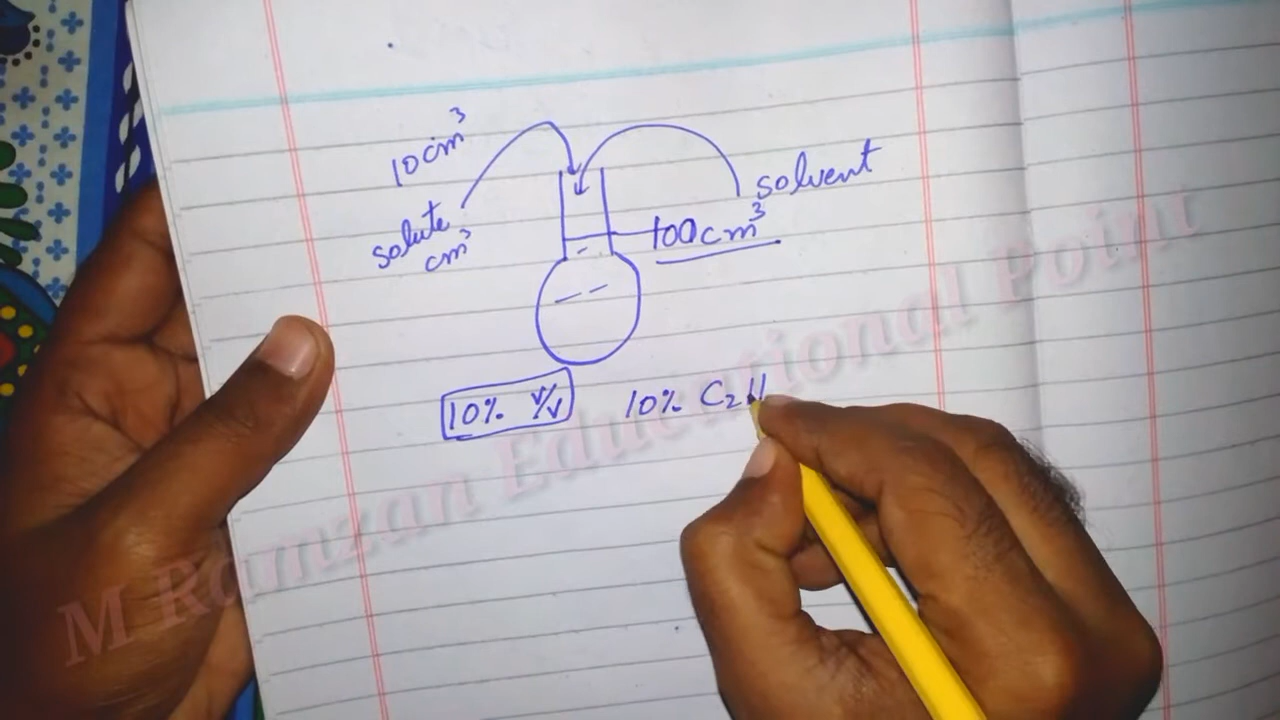 10cm³
solute
cm³
solvent
100cm³
10% v/v 10% C₂H
M Ramzan Educational Point